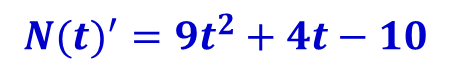 N(t)′ = 9t² + 4t − 10